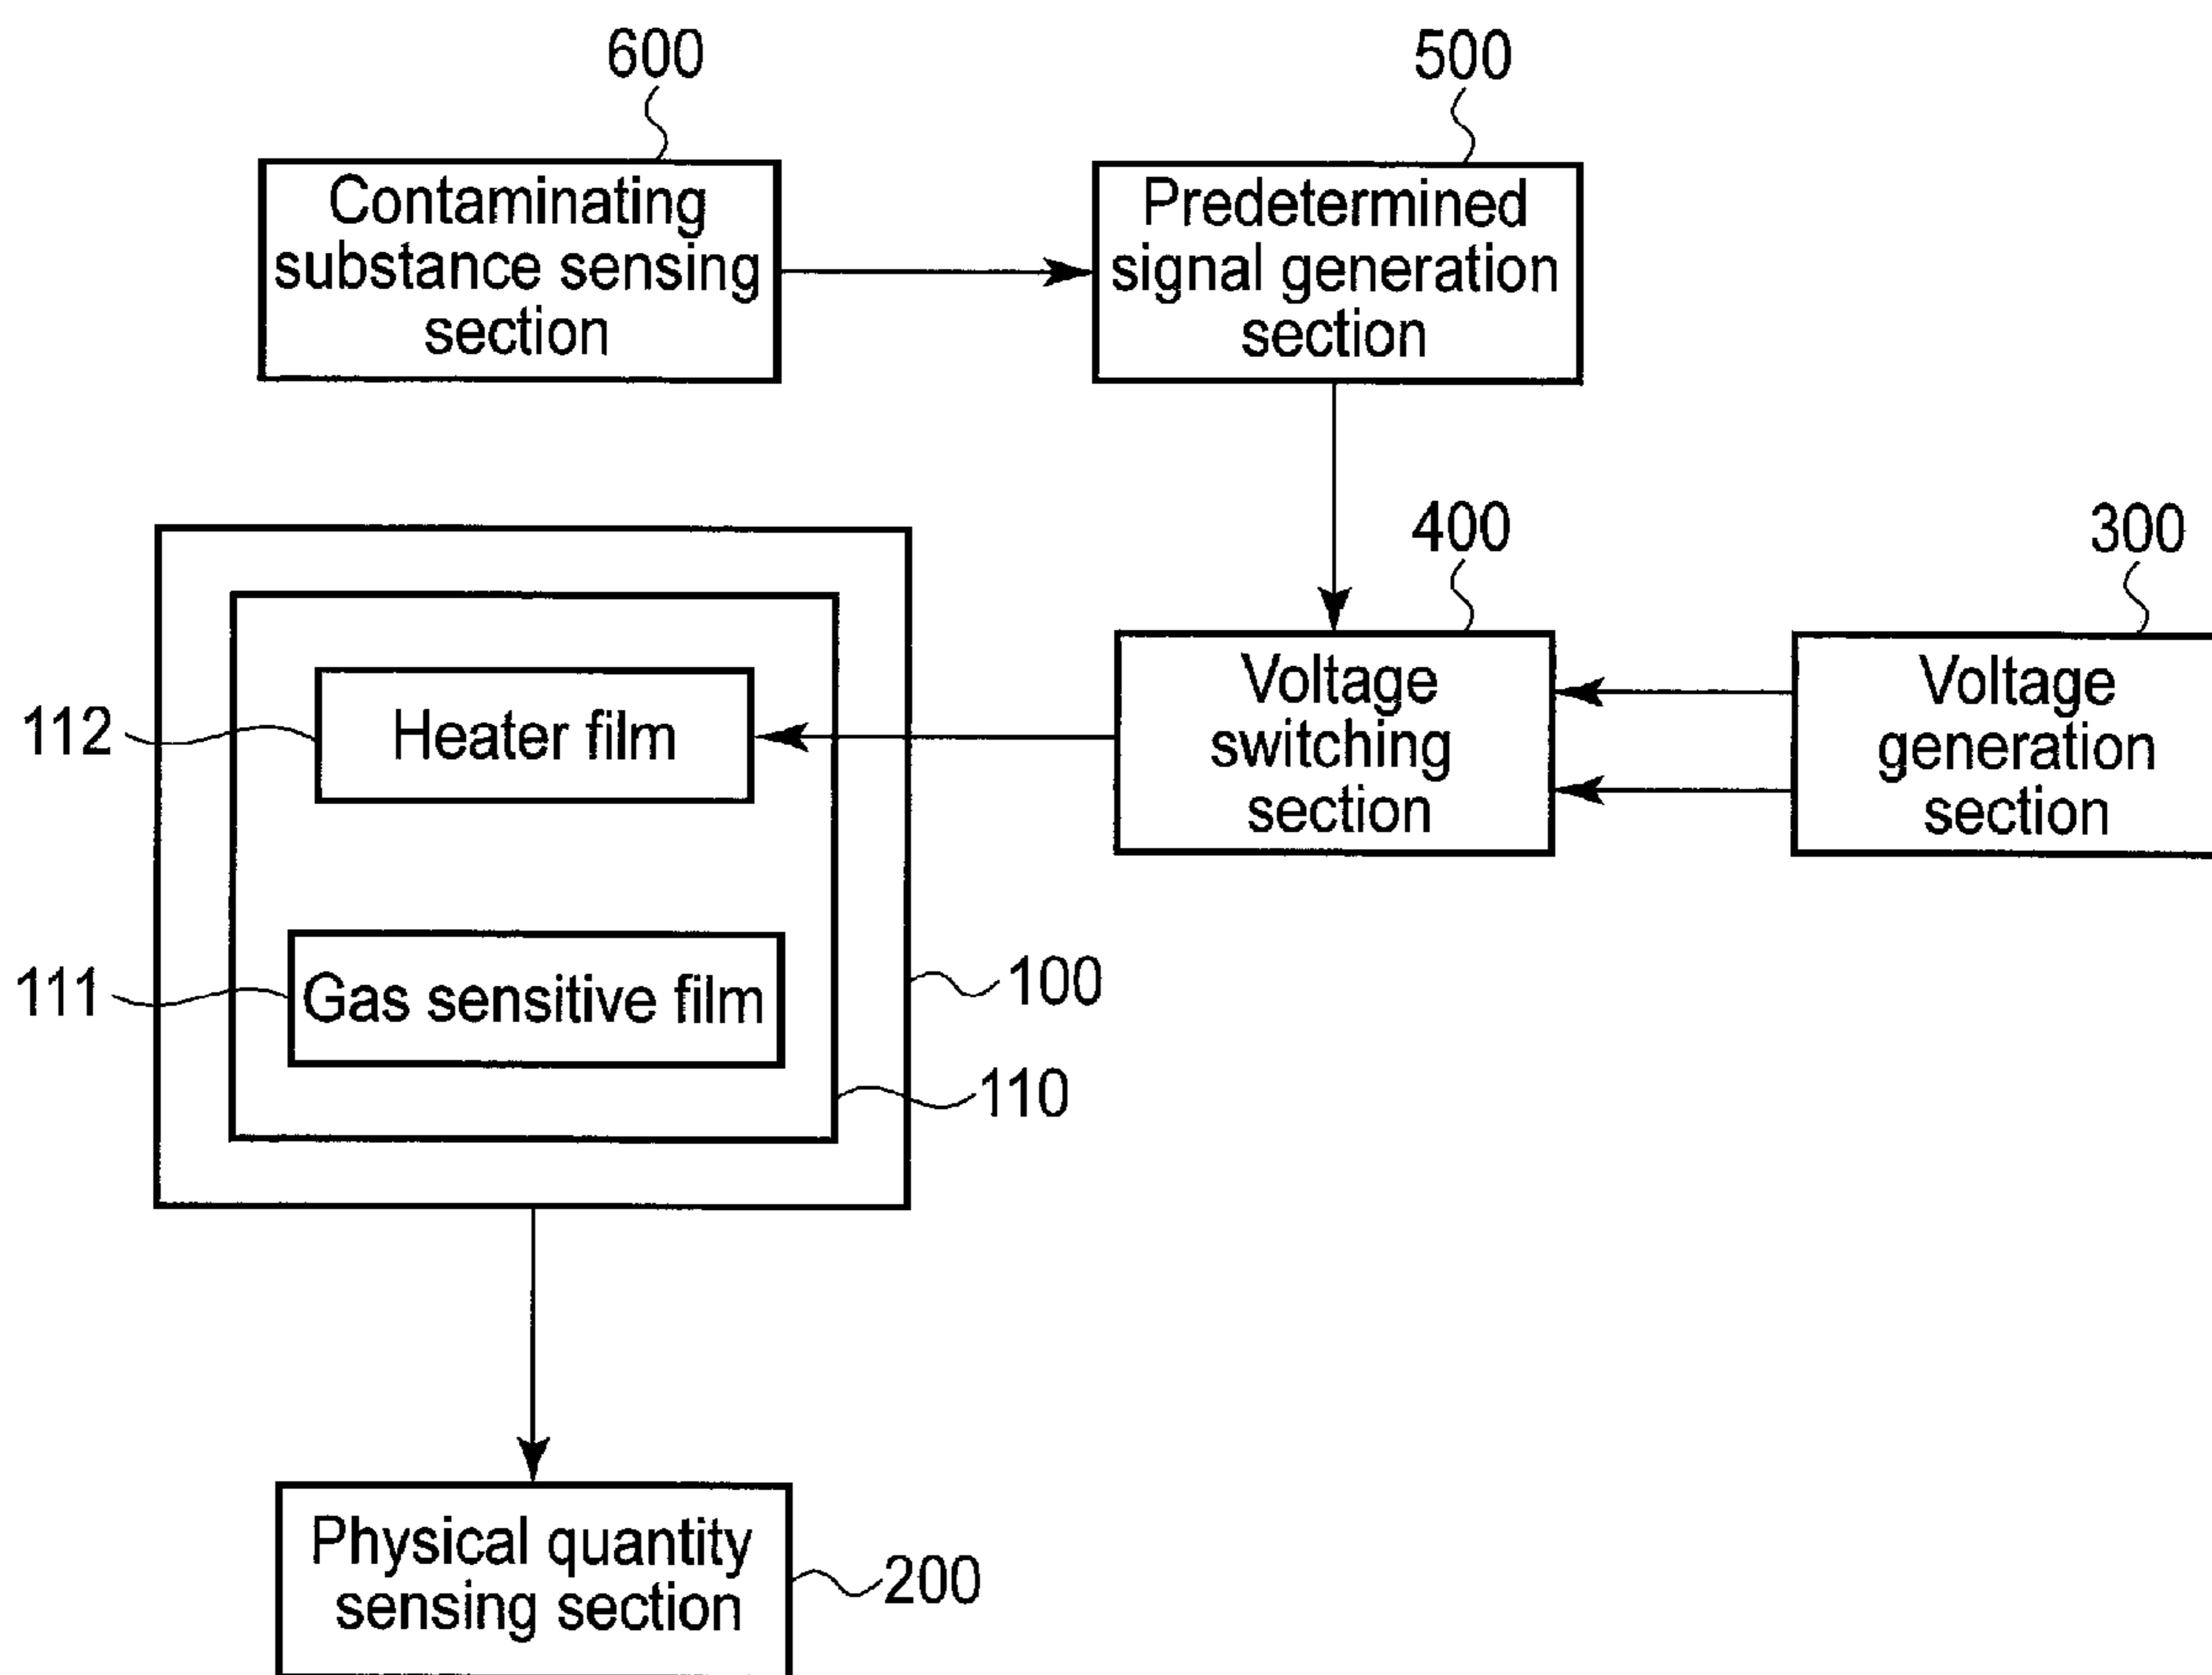 600
500
Contaminating
substance sensing
section
Predetermined
signal generation
section
400
300
Voltage
switching
section
Voltage
generation
section
112
Heater film
111
Gas sensitive film
100
110
Physical quantity
sensing section
200